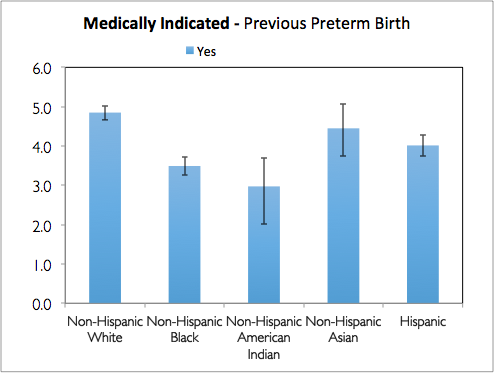 Medically Indicated - Previous Preterm Birth
Yes
6.0
5.0
4.0
3.0
2.0
1.0
0.0
Non-Hispanic White
Non-Hispanic Black
Non-Hispanic American Indian
Non-Hispanic Asian
Hispanic